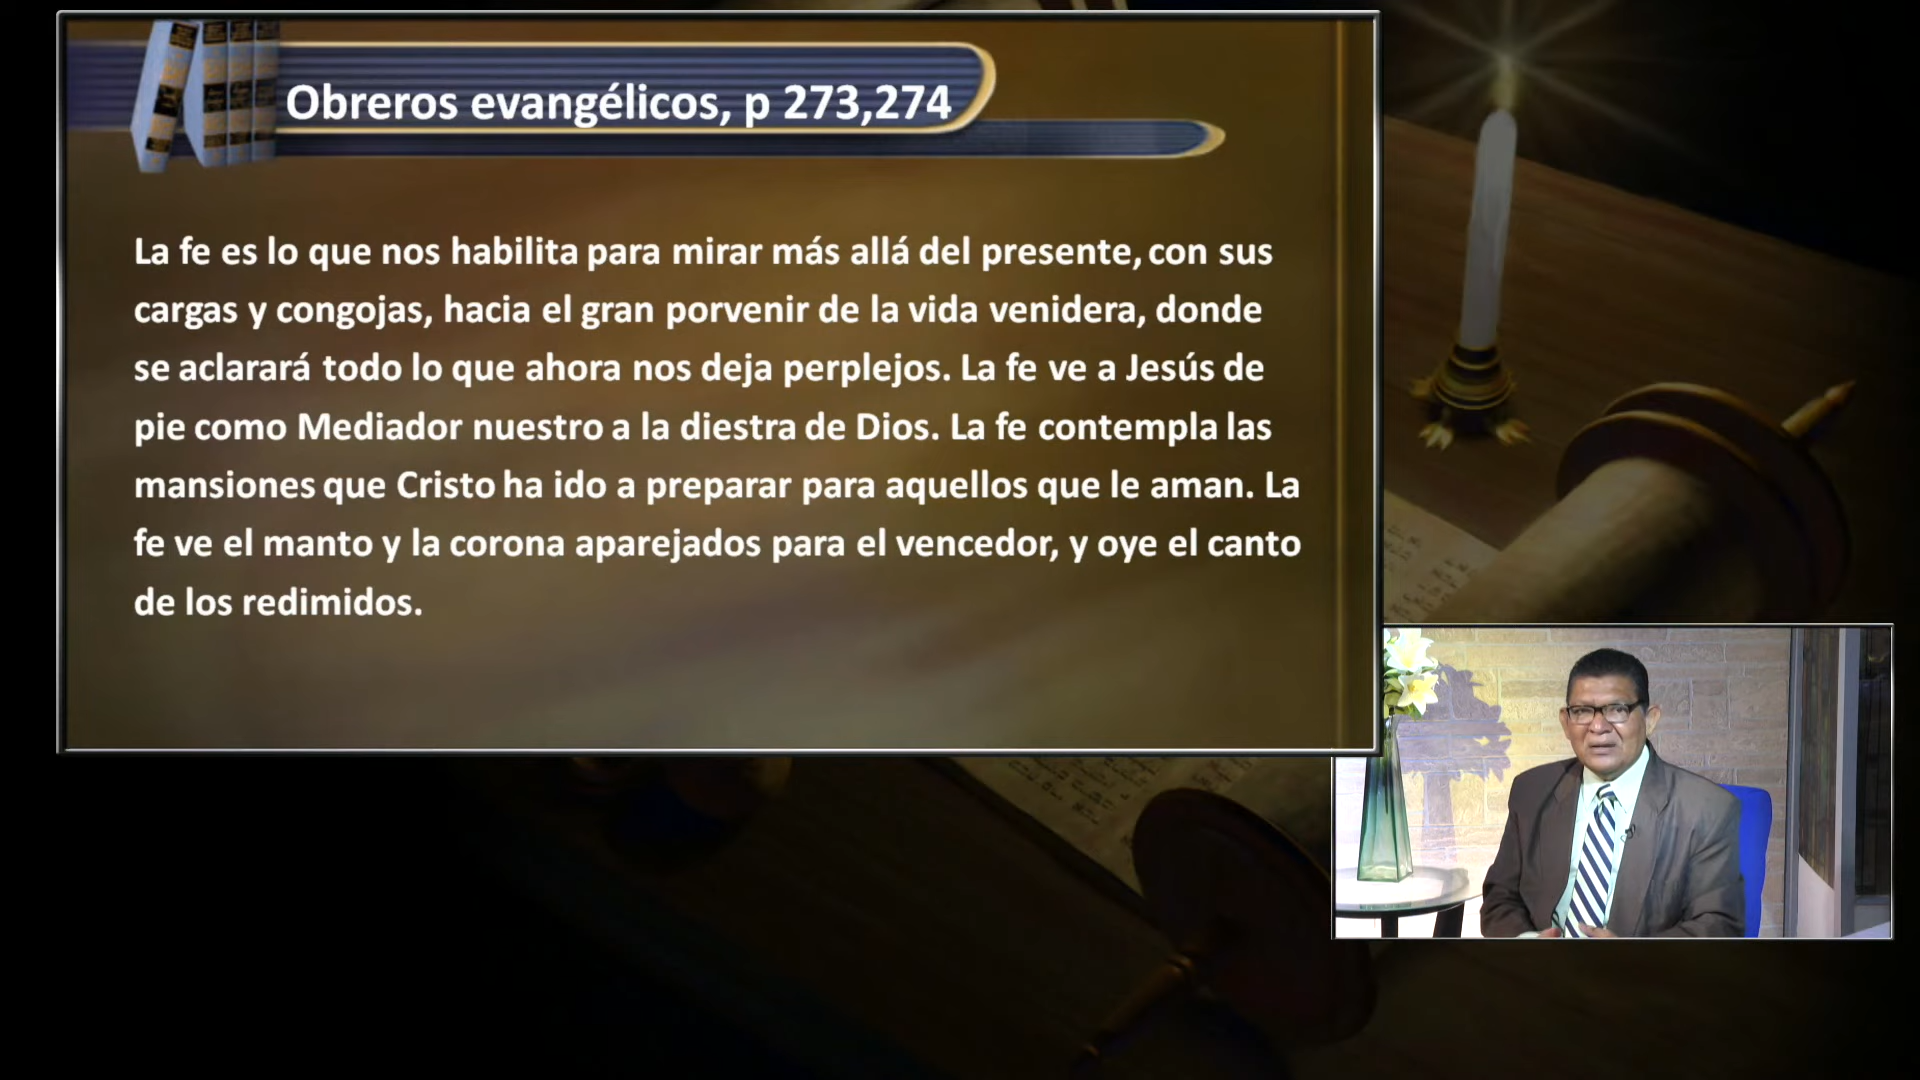 Obreros evangélicos, p 273,274
La fe es lo que nos habilita para mirar más allá del presente, con sus
cargas y congojas, hacia el gran porvenir de la vida venidera, donde
se aclarará todo lo que ahora nos deja perplejos. La fe ve a Jesús de
pie como Mediador nuestro a la diestra de Dios. La fe contempla las
mansiones que Cristo ha ido a preparar para aquellos que le aman. La
fe ve el manto y la corona aparejados para el vencedor, y oye el canto
de los redimidos.